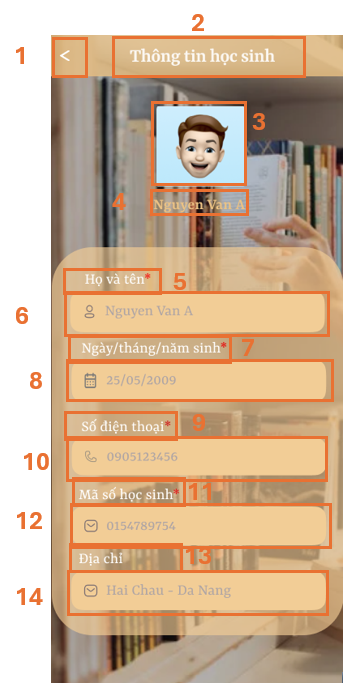 2
1
<
Thông tin học sinh
3
4
Nguyen Van A
Họ và tên*
5
6
Nguyen Van A
Ngày/tháng/năm sinh*
7
8
25/05/2009
Số điện thoại*
9
10
0905123456
Mã số học sinh*
11
12
0154789754
Địa chỉ
13
14
Hai Chau - Da Nang